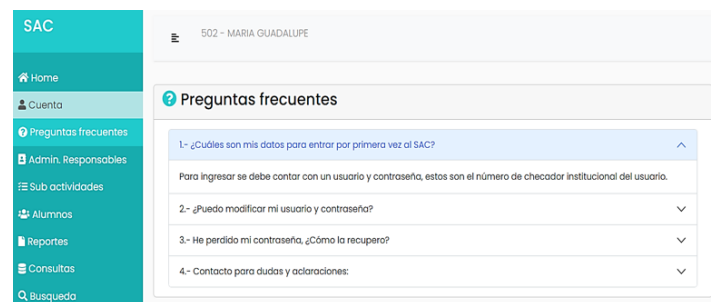 SAC
502 - MARIA GUADALUPE
Home
Cuenta
Preguntas frecuentes
Admin. Responsables
Sub actividades
Alumnos
Reportes
Consultas
Busqueda
Preguntas frecuentes
1.- ¿Cuáles son mis datos para entrar por primera vez al SAC?
Para ingresar se debe contar con un usuario y contraseña, estos son el número de checador institucional del usuario.
2.- ¿Puedo modificar mi usuario y contraseña?
3.- He perdido mi contraseña, ¿Cómo la recupero?
4.- Contacto para dudas y aclaraciones: